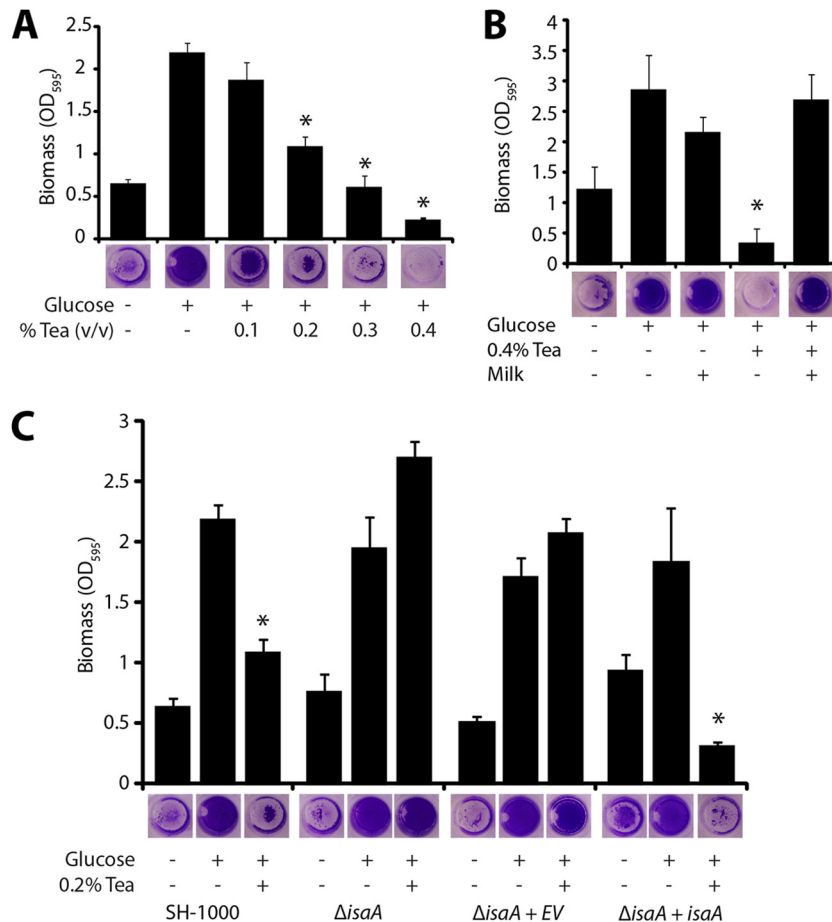 A
Biomass (OD595)
2.5
2
1.5
1
0.5
0
* * *
Glucose - + + + + +
% Tea (v/v) - - 0.1 0.2 0.3 0.4
B
Biomass (OD595)
4
3.5
3
2.5
2
1.5
1
0.5
0
*
Glucose - + + + +
0.4% Tea - - - + +
Milk - - + - +
C
Biomass (OD595)
3
2.5
2
1.5
1
0.5
0
* *
Glucose - + + - + + - + + - + +
0.2% Tea - - + - - + - - + - - +
SH-1000 ΔisaA ΔisaA + EV ΔisaA + isaA